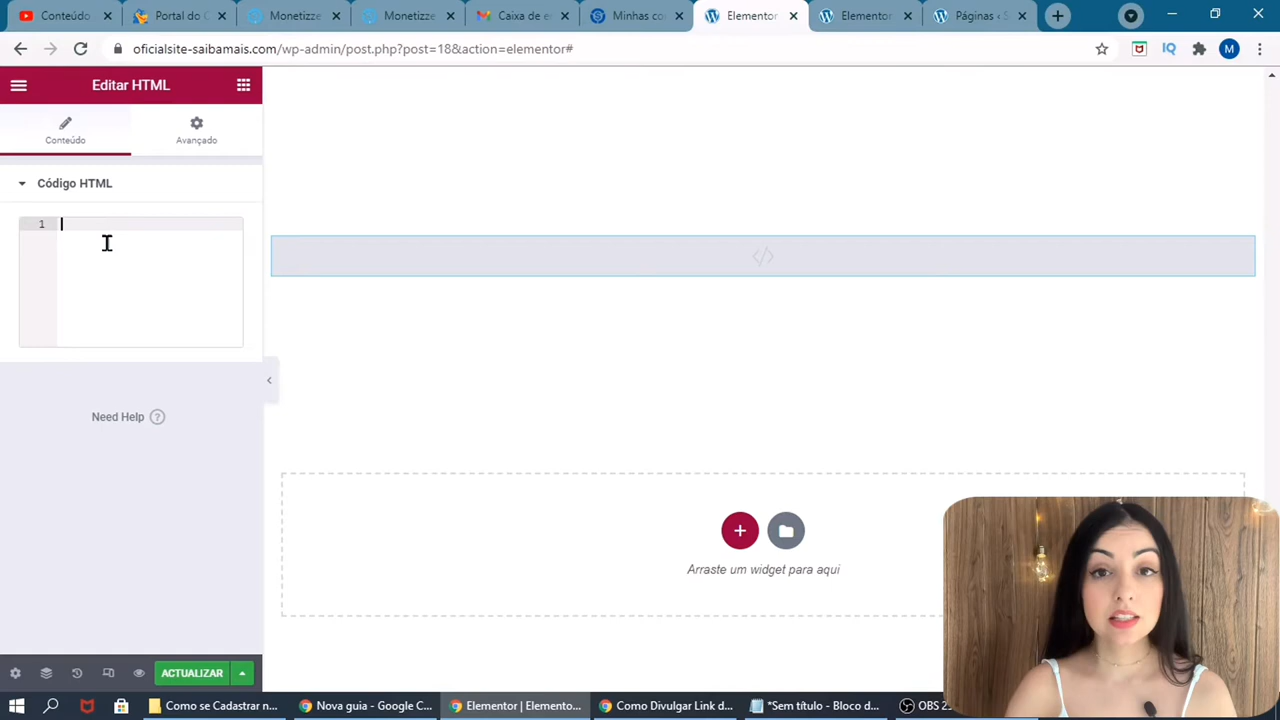 Conteúdo
Portal do C
Monetizze
Monetizze
Caixa de e
Minhas co
Elementor
Elementor
Páginas ‹ S
oficialsite-saibamais.com/wp-admin/post.php?post=18&action=elementor#
IQ
M
Editar HTML
Conteúdo
Avançado
Código HTML
1
Need Help ?
Arraste um widget para aqui
ACTUALIZAR
Como se Cadastrar n...
Nova guia - Google C...
Elementor | Elemento...
Como Divulgar Link d...
*Sem título - Bloco d...
OBS 2